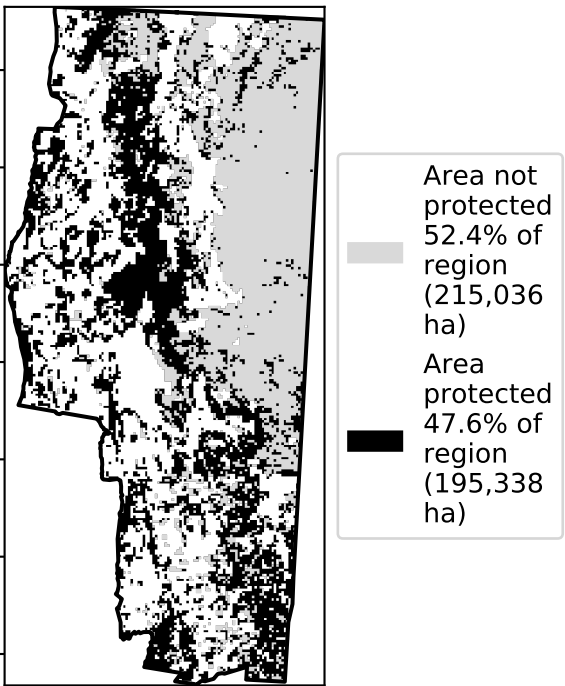 Area not
protected
52.4% of
region
(215,036
ha)
Area
protected
47.6% of
region
(195,338
ha)